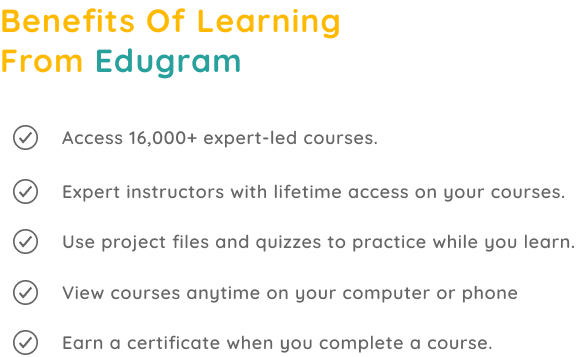 Benefits Of Learning
From Edugram
Access 16,000+ expert-led courses.
Expert instructors with lifetime access on your courses.
Use project files and quizzes to practice while you learn.
View courses anytime on your computer or phone
Earn a certificate when you complete a course.